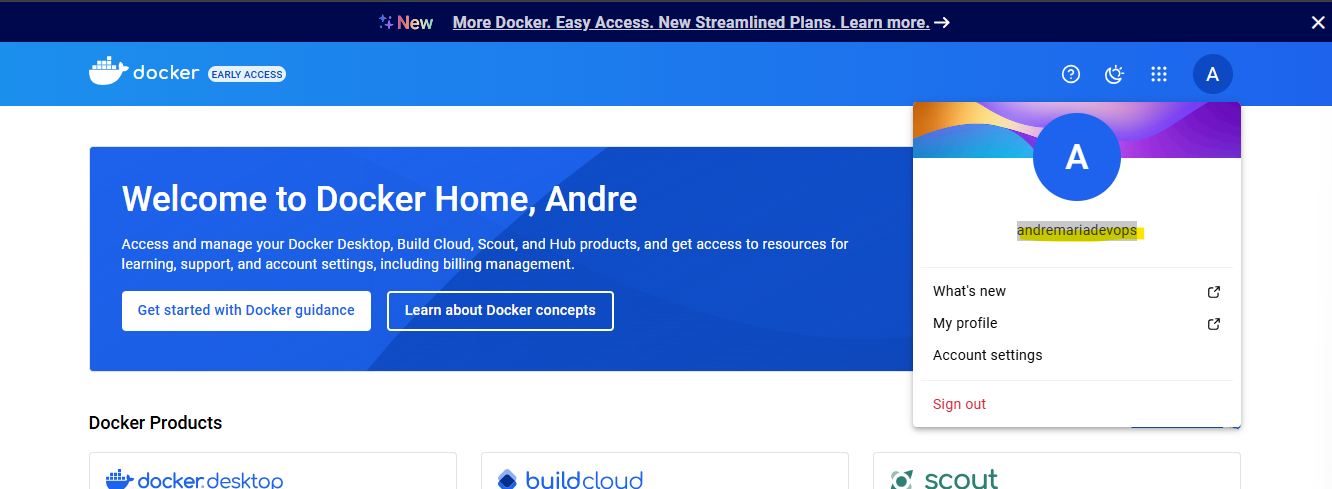 New More Docker. Easy Access. New Streamlined Plans. Learn more.
docker EARLY ACCESS
A
A
andremariadevops
What's new
My profile
Account settings
Sign out
Welcome to Docker Home, Andre
Access and manage your Docker Desktop, Build Cloud, Scout, and Hub products, and get access to resources for
learning, support, and account settings, including billing management.
Get started with Docker guidance Learn about Docker concepts
Docker Products
docker.desktop buildcloud scout